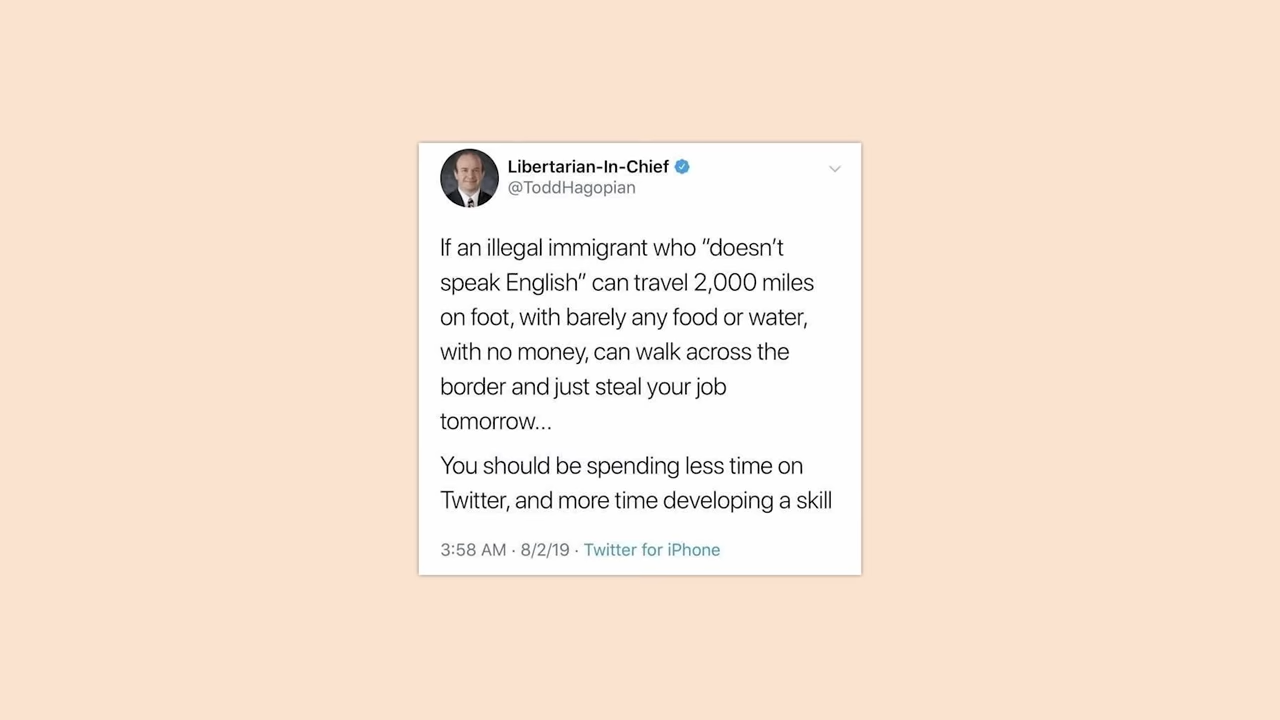 Libertarian-In-Chief
@ToddHagopian
If an illegal immigrant who “doesn’t
speak English” can travel 2,000 miles
on foot, with barely any food or water,
with no money, can walk across the
border and just steal your job
tomorrow...
You should be spending less time on
Twitter, and more time developing a skill
3:58 AM · 8/2/19 · Twitter for iPhone